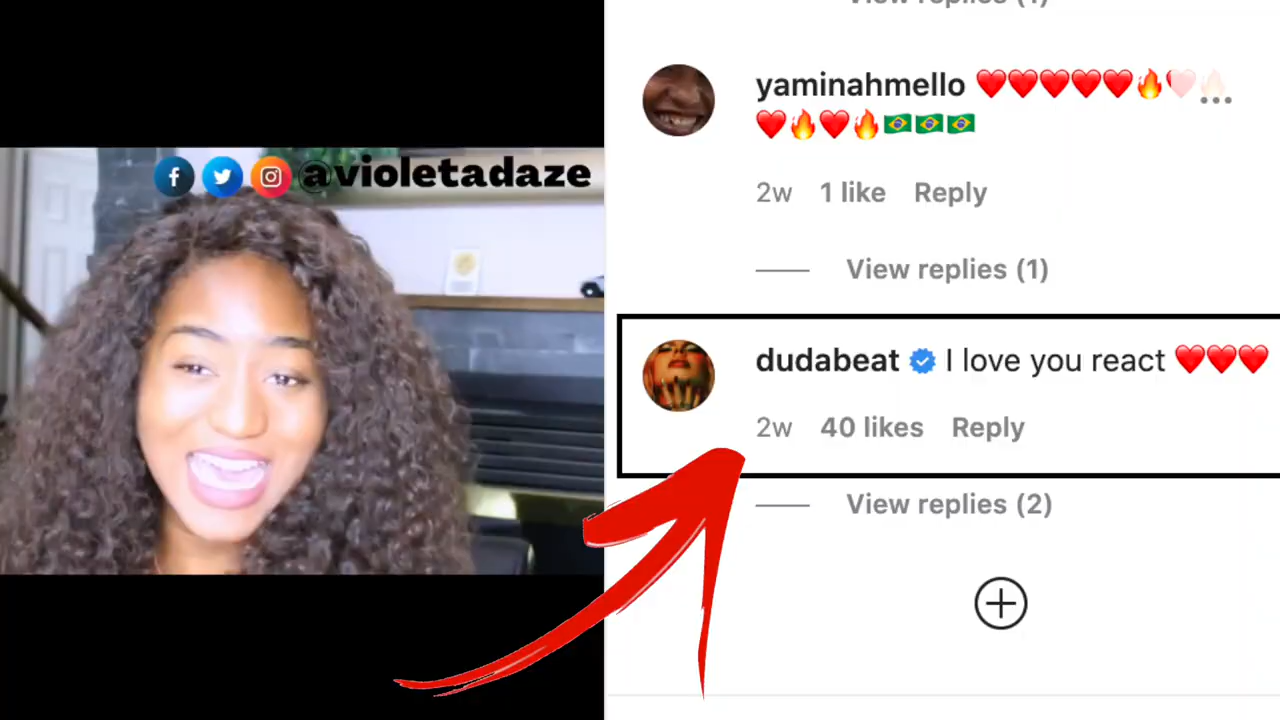 @violetadaze
View replies (1)
yaminahmello ❤️❤️❤️❤️❤️🔥❤️🔥
❤️🔥❤️🔥🇧🇷🇧🇷🇧🇷
2w 1 like Reply
View replies (1)
dudabeat I love you react ❤️❤️❤️
2w 40 likes Reply
View replies (2)